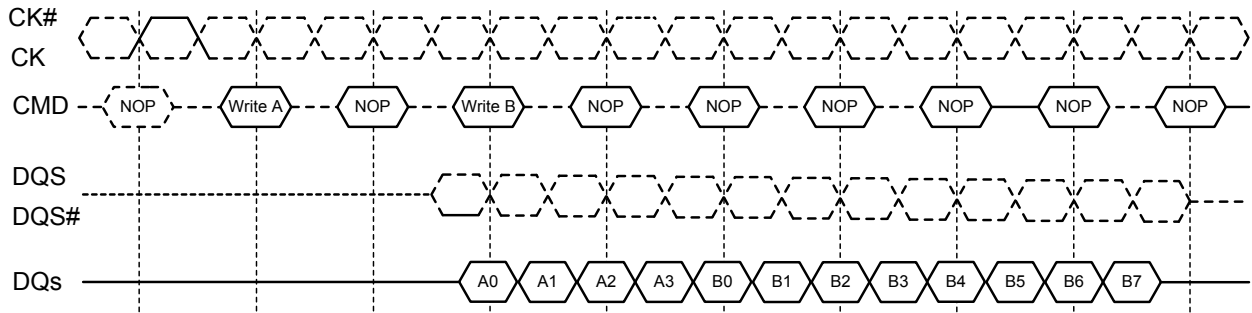 CK#
CK
CMD NOP Write A NOP Write B NOP NOP NOP NOP NOP NOP
DQS
DQS#
DQs A0 A1 A2 A3 B0 B1 B2 B3 B4 B5 B6 B7